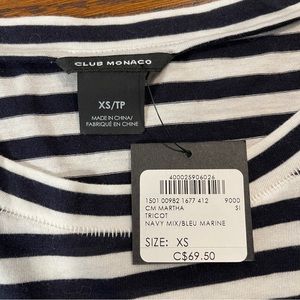 CLUB MONACO
XS/TP
MADE IN CHINA/
FABRIQUÉ EN CHINE
400025906026
1501 00982 1677 412 9000
CM MARTHA SI
TRICOT
NAVY MIX/BLEU MARINE
SIZE: XS
C$69.50